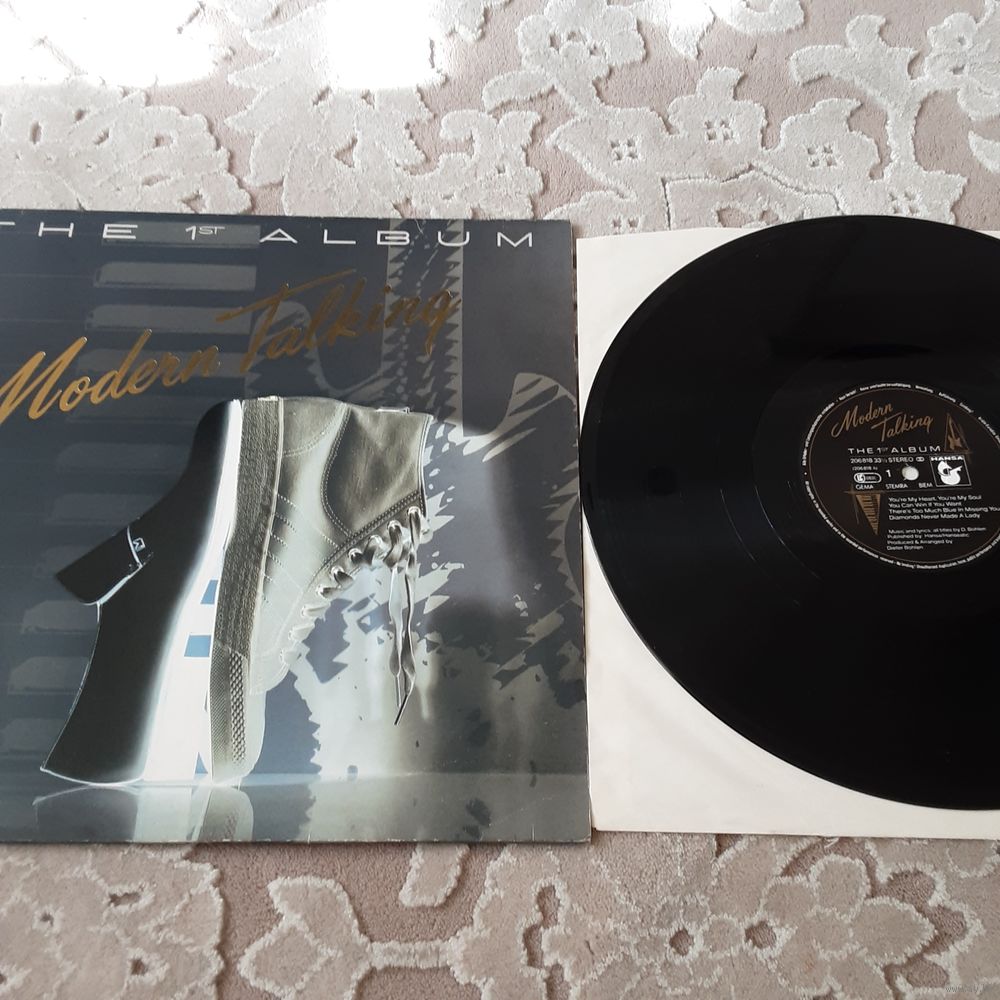 THE 1ST ALBUM
Modern Talking
Modern
Talking
THE 1ST ALBUM
206 818 33⅓ STEREO
HANSA
1
GEMA STEMRA BIEM
You're My Heart, You're My Soul
You Can Win If You Want
There's Too Much Blue In Missing You
Diamonds Never Made A Lady
Music and lyrics: all titles by D. Bohlen
Published by: Hansa/Hanseatic
Produced & Arranged by
Dieter Bohlen